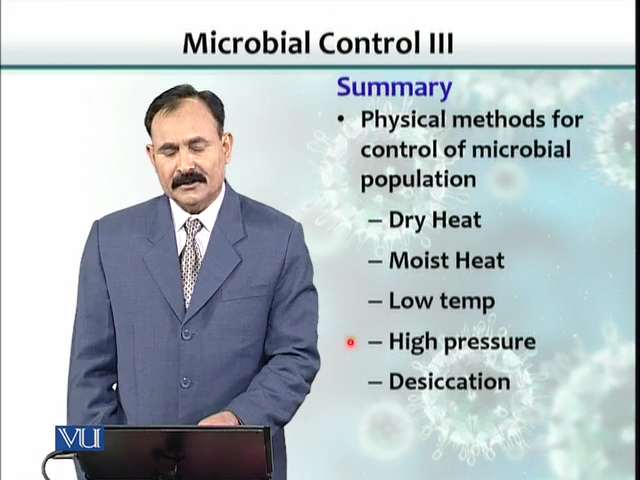 Microbial Control III
Summary
• Physical methods for
control of microbial
population
– Dry Heat
– Moist Heat
– Low temp
– High pressure
– Desiccation
VU